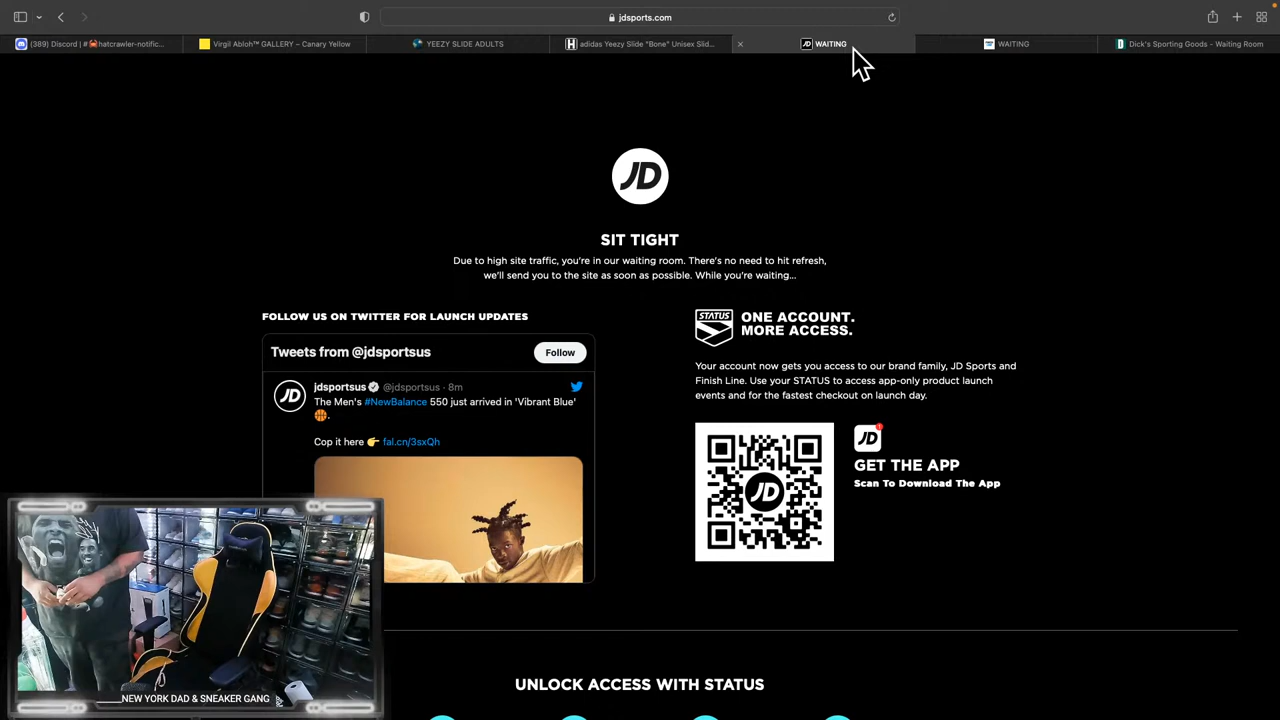 jdsports.com
(389) Discord | #🦀hatcrawler-notific...
Virgil Abloh™ GALLERY – Canary Yellow
YEEZY SLIDE ADULTS
adidas Yeezy Slide "Bone" Unisex Slid...
WAITING
WAITING
Dick's Sporting Goods - Waiting Room
JD
SIT TIGHT
Due to high site traffic, you're in our waiting room. There's no need to hit refresh,
we'll send you to the site as soon as possible. While you're waiting...
FOLLOW US ON TWITTER FOR LAUNCH UPDATES
Tweets from @jdsportsus
Follow
jdsportsus @jdsportsus · 8m
The Men's #NewBalance 550 just arrived in 'Vibrant Blue'
🏀.
Cop it here 👉 fal.cn/3sxQh
STATUS
ONE ACCOUNT.
MORE ACCESS.
Your account now gets you access to our brand family, JD Sports and
Finish Line. Use your STATUS to access app-only product launch
events and for the fastest checkout on launch day.
JD
JD
GET THE APP
Scan To Download The App
NEW YORK DAD & SNEAKER GANG
UNLOCK ACCESS WITH STATUS